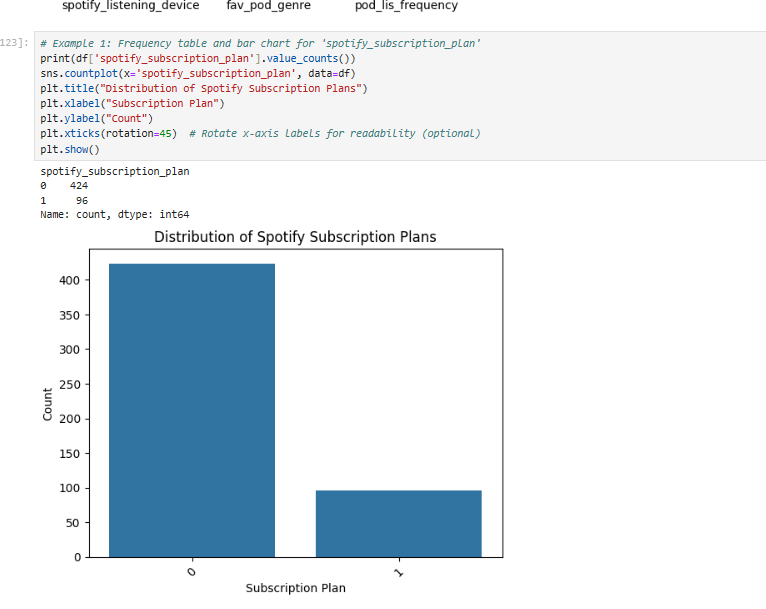 spotify_listening_device fav_pod_genre pod_lis_frequency
123]:
# Example 1: Frequency table and bar chart for 'spotify_subscription_plan'
print(df['spotify_subscription_plan'].value_counts())
sns.countplot(x='spotify_subscription_plan', data=df)
plt.title("Distribution of Spotify Subscription Plans")
plt.xlabel("Subscription Plan")
plt.ylabel("Count")
plt.xticks(rotation=45)  # Rotate x-axis labels for readability (optional)
plt.show()
spotify_subscription_plan
0    424
1     96
Name: count, dtype: int64
Distribution of Spotify Subscription Plans
400
350
300
250
200
150
100
50
0
Count
0 1
Subscription Plan